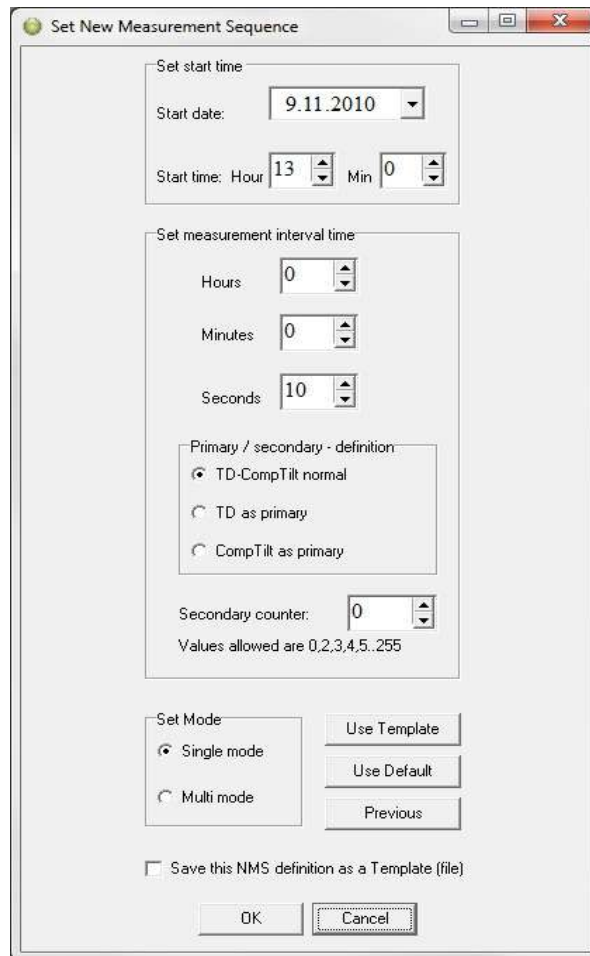 Set New Measurement Sequence
Set start time
Start date: 9.11.2010
Start time: Hour 13 Min 0
Set measurement interval time
Hours 0
Minutes 0
Seconds 10
Primary / secondary - definition
TD-CompTilt normal
TD as primary
CompTilt as primary
Secondary counter: 0
Values allowed are 0,2,3,4,5..255
Set Mode
Single mode
Multi mode
Use Template
Use Default
Previous
Save this NMS definition as a Template (file)
OK Cancel